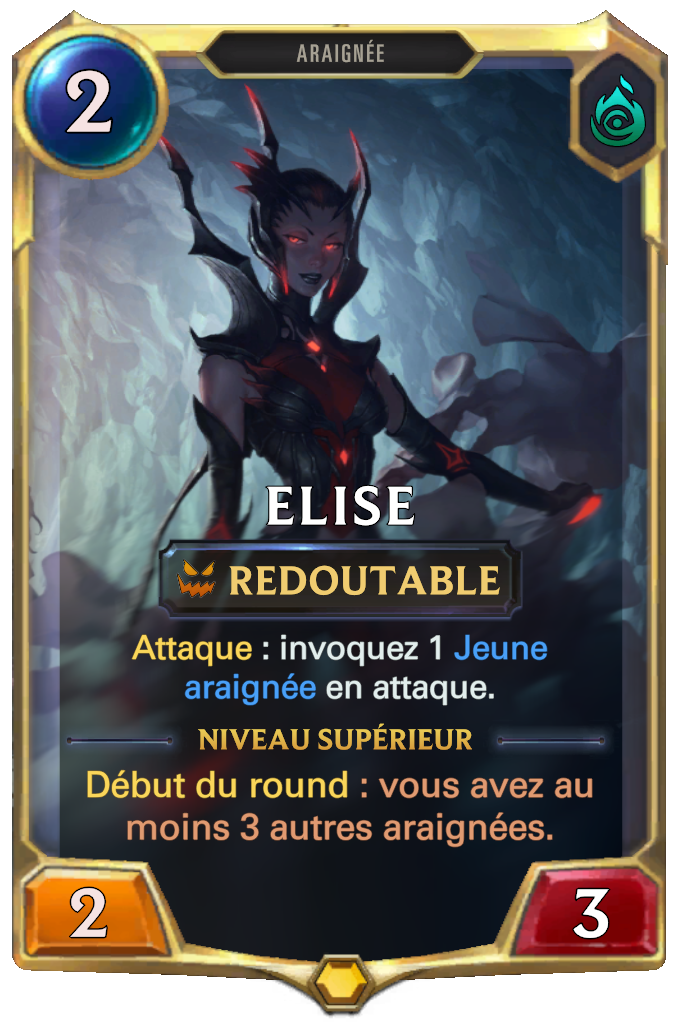 ARAIGNÉE
2
ELISE
REDOUTABLE
Attaque : invoquez 1 Jeune
araignée en attaque.
NIVEAU SUPÉRIEUR
Début du round : vous avez au
moins 3 autres araignées.
2
3